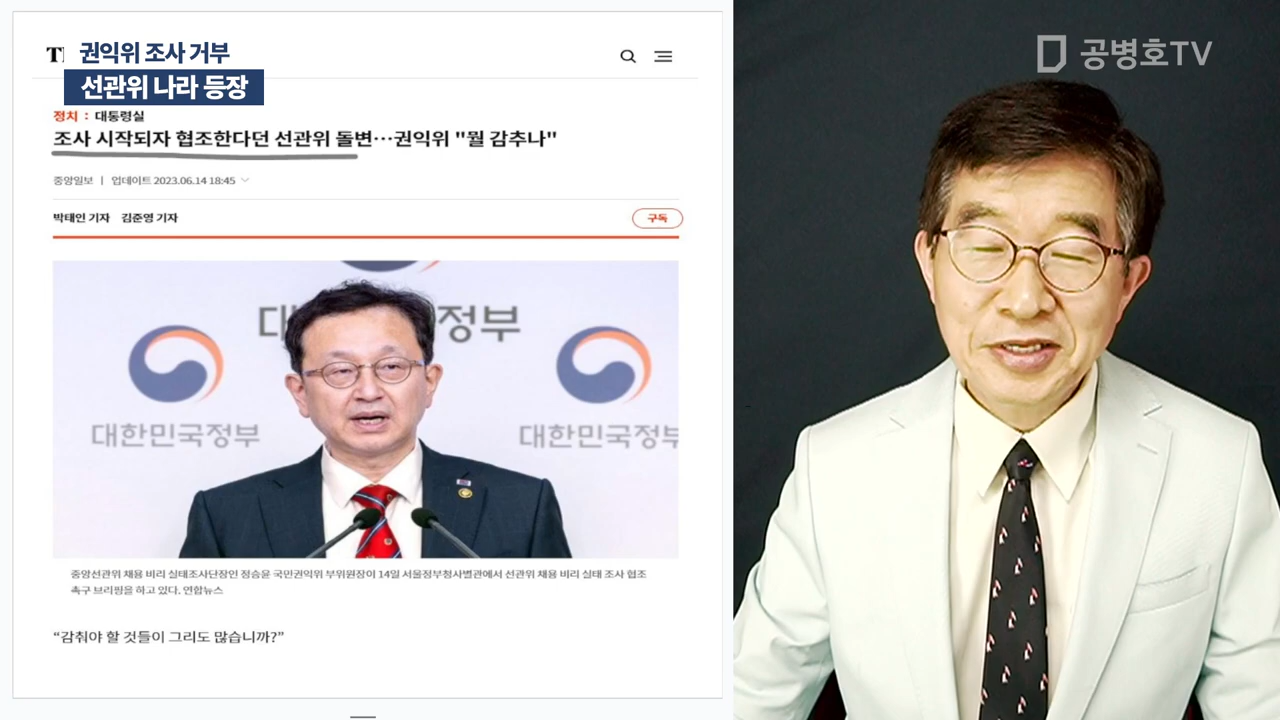 권익위 조사 거부
선관위 나라 등장
공병호TV
정치 : 대통령실
조사 시작되자 협조한다던 선관위 돌변…권익위 "뭘 감추나"
중앙일보 | 업데이트 2023.06.14 18:45
박태인 기자 김준영 기자
구독
대한민국정부
대한민국정부
중앙선관위 채용 비리 실태조사단장인 정승윤 국민권익위 부위원장이 14일 서울정부청사별관에서 선관위 채용 비리 실태 조사 협조
촉구 브리핑을 하고 있다. 연합뉴스
“감춰야 할 것들이 그리도 많습니까?”